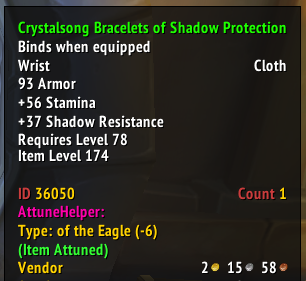 Crystalsong Bracelets of Shadow Protection
Binds when equipped
Wrist Cloth
93 Armor
+56 Stamina
+37 Shadow Resistance
Requires Level 78
Item Level 174
ID 36050 Count 1
AttuneHelper:
Type: of the Eagle (-6)
(Item Attuned)
Vendor 2 15 58